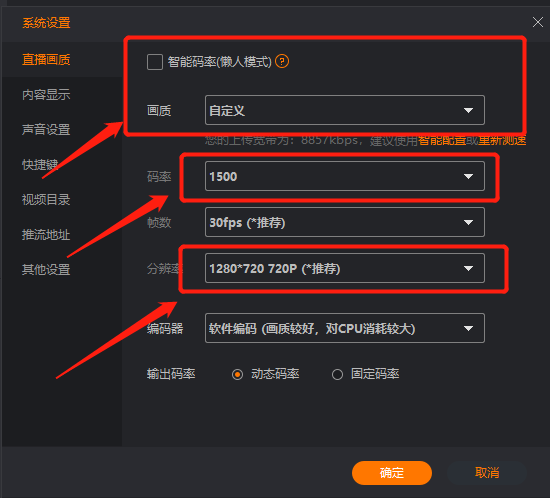 系统设置
直播画质
内容显示
声音设置
快捷键
视频目录
推流地址
其他设置
智能码率(懒人模式) ?
画质 自定义
您的上传宽带为：8857kbps，建议使用智能配置或重新测速
码率 1500
帧数 30fps (*推荐)
分辨率 1280*720 720P (*推荐)
编码器 软件编码 (画质较好，对CPU消耗较大)
输出码率 动态码率 固定码率
确定 取消